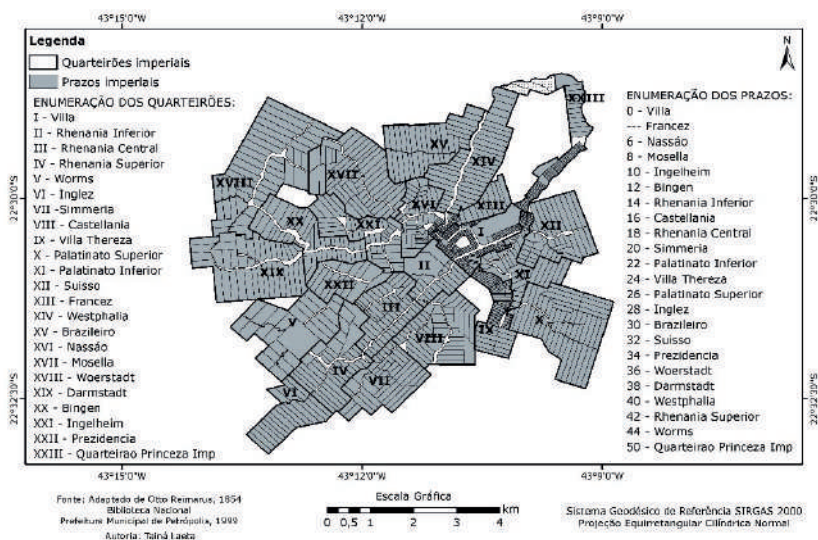 43°15'0"W
43°12'0"W
43°9'0"W
Legenda
Quarteirões imperiais
Prazos imperiais
ENUMERAÇÃO DOS QUARTEIRÕES:
I - Villa
II - Rhenania Inferior
III - Rhenania Central
IV - Rhenania Superior
V - Worms
VI - Inglez
VII - Simmeria
VIII - Castellania
IX - Villa Thereza
X - Palatinato Superior
XI - Palatinato Inferior
XII - Suisso
XIII - Francez
XIV - Westphalia
XV - Brazileiro
XVI - Nassáo
XVII - Mosella
XVIII - Woerstadt
XIX - Darmstadt
XX - Bingen
XXI - Ingelheim
XXII - Prezidencia
XXIII - Quarteirao Princeza Imp
N
ENUMERAÇÃO DOS PRAZOS:
0 - Villa
--- Francez
6 - Nassáo
8 - Mosella
10 - Ingelheim
12 - Bingen
14 - Rhenania Inferior
16 - Castellania
18 - Rhenania Central
20 - Simmeria
22 - Palatinato Inferior
24 - Villa Thereza
26 - Palatinato Superior
28 - Inglez
30 - Brazileiro
32 - Suisso
34 - Prezidencia
36 - Woerstadt
38 - Darmstadt
40 - Westphalia
42 - Rhenania Superior
44 - Worms
50 - Quarteirao Princeza Imp
XXIII
XV
XIV
XVII
XVIII
XVI
XIII
XX
XXI
I
XII
XIX
II
XI
XXII
III
V
VIII
IX
X
IV
VII
VI
22°30'0"S
22°30'0"S
22°32'30"S
22°32'30"S
43°15'0"W
43°12'0"W
43°9'0"W
Fonte: Adaptado de Otto Reimarus, 1854
Biblioteca Nacional
Prefeitura Municipal de Petrópolis, 1999
Autoria: Tainá Laeta
Escala Gráfica
km
0 0,5 1 2 3 4
Sistema Geodésico de Referência SIRGAS 2000
Projeção Equirretangular Cilíndrica Normal